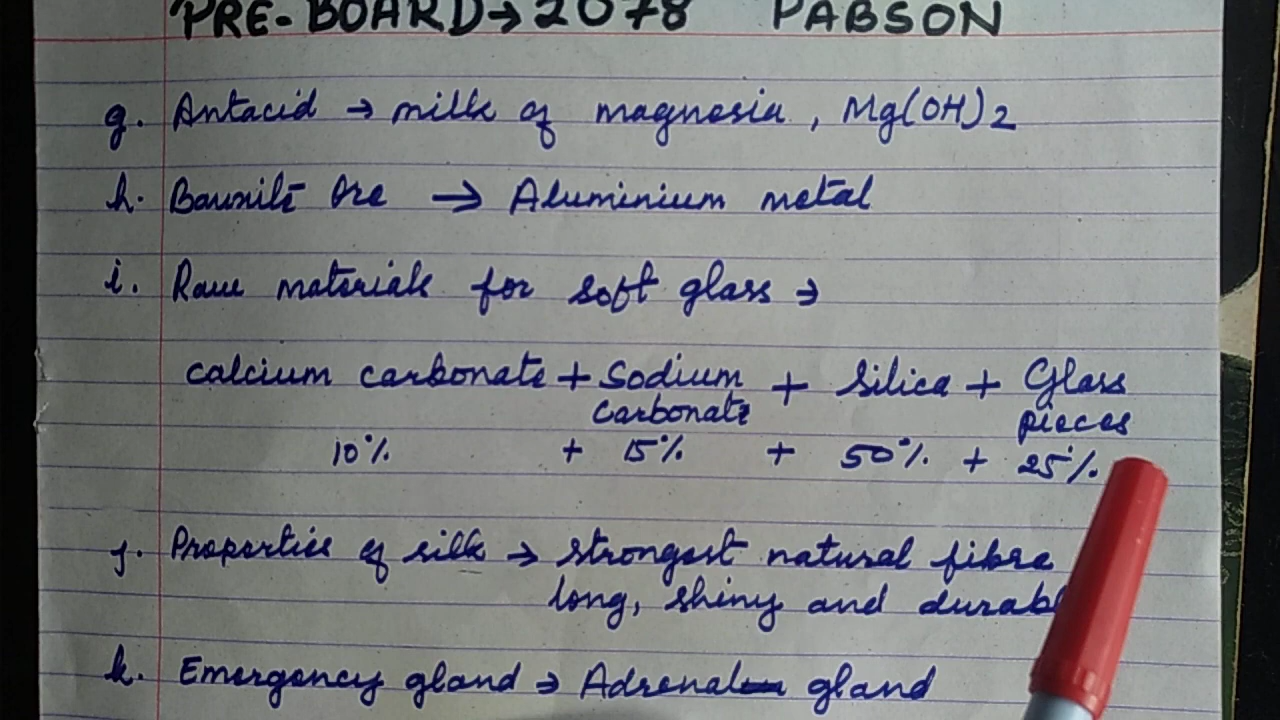 PRE-BOARD → 2078 PABSON
g. Antacid → milk of magnesia, Mg(OH)2
h. Bauxite Ore → Aluminium metal
i. Raw materials for soft glass →
calcium carbonate + Sodium + Silica + Glass
carbonate pieces
10% + 15% + 50% + 25%
j. Properties of silk → strongest natural fibre
long, shiny and durabl
k. Emergency gland → Adrenal gland